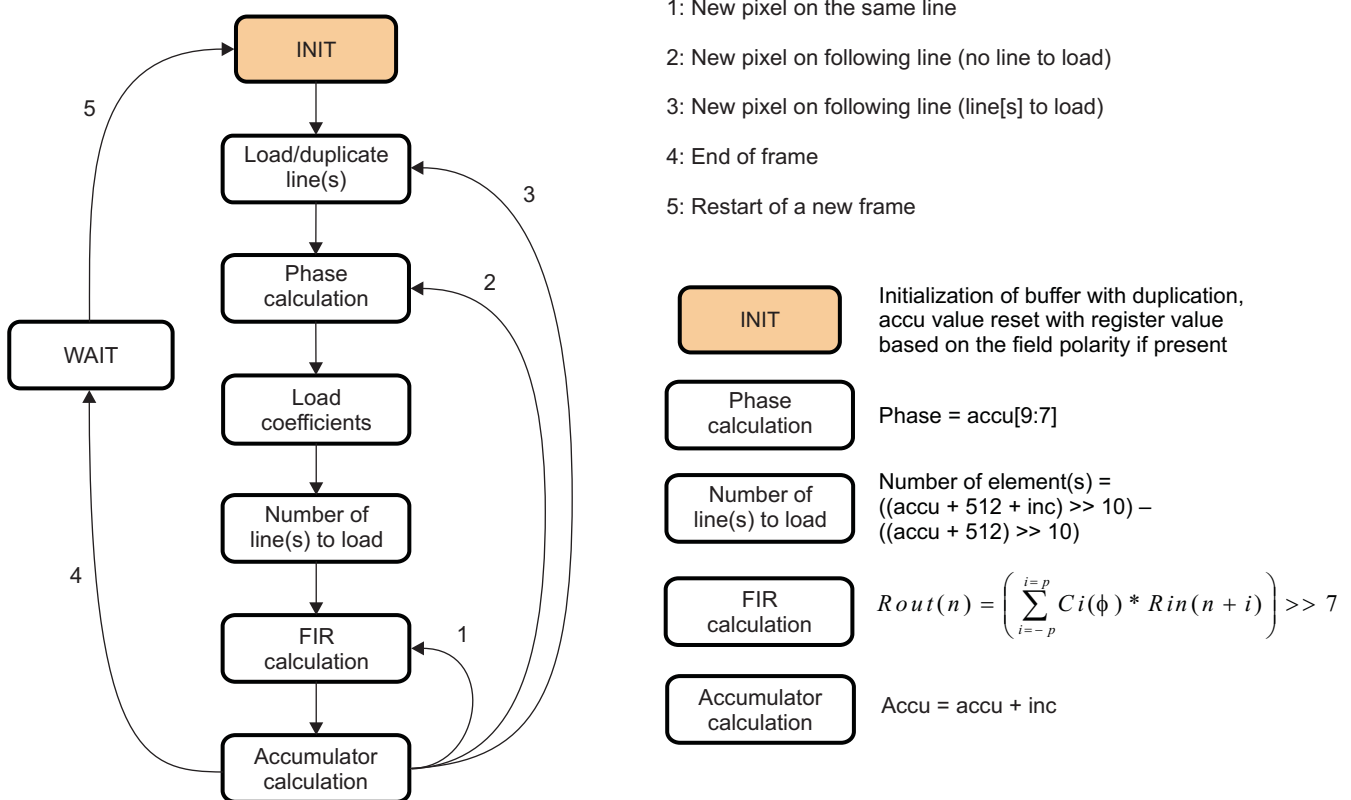 INIT
5
Load/duplicate
line(s)
3
Phase
calculation
2
WAIT
Load
coefficients
Number of
line(s) to load
4
FIR
calculation
1
Accumulator
calculation
1: New pixel on the same line
2: New pixel on following line (no line to load)
3: New pixel on following line (line[s] to load)
4: End of frame
5: Restart of a new frame
INIT
Initialization of buffer with duplication,
accu value reset with register value
based on the field polarity if present
Phase
calculation
Phase = accu[9:7]
Number of
line(s) to load
Number of element(s) =
((accu + 512 + inc) >> 10) –
((accu + 512) >> 10)
FIR
calculation
Rout(n) = ( ∑_{i=-p}^{i=p} Ci(ϕ) * Rin(n + i) ) >> 7
Accumulator
calculation
Accu = accu + inc